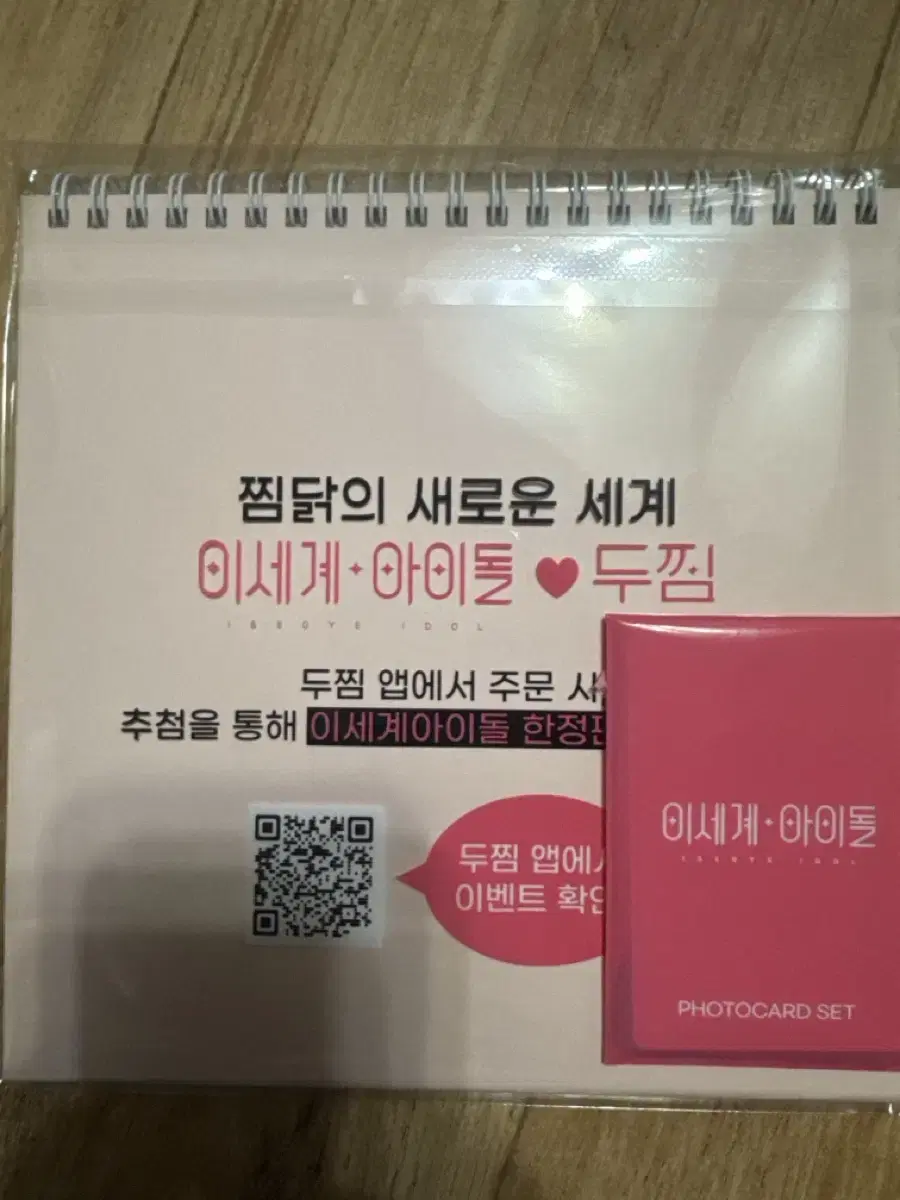 찜닭의 새로운 세계
이세계·아이돌 ♥ 두찜
ISEGYE IDOL
두찜 앱에서 주문 시
추첨을 통해 이세계아이돌 한정판
두찜 앱에서
이벤트 확인
이세계·아이돌
ISEGYE IDOL
PHOTOCARD SET